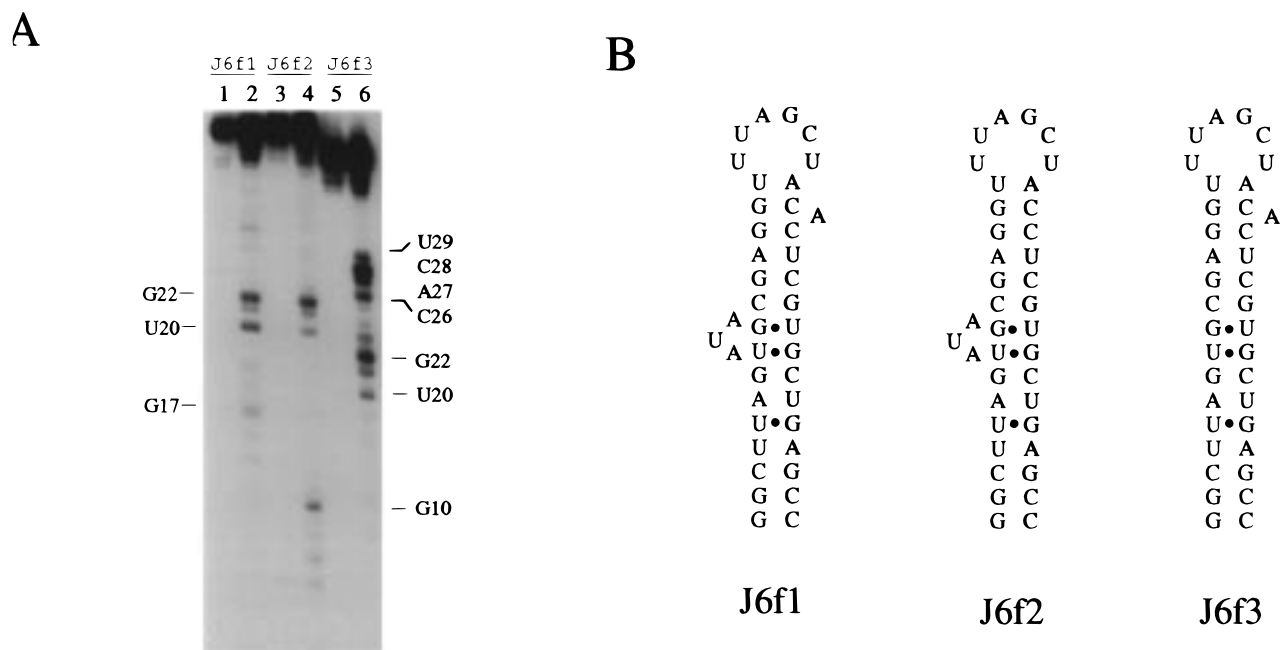 A
J6f1 J6f2 J6f3
1 2 3 4 5 6
G22
U20
G17
U29
C28
A27
C26
G22
U20
G10
B
A G
U C
U U
U A
G C A
G C
A U
G C
C G
A G • U
U
A U • G
G C
A U
U • G
U A
C G
G C
G C
J6f1
A G
U C
U U
U A
G C
G C
A U
G C
C G
A G • U
U
A U • G
G C
A U
U • G
U A
C G
G C
G C
J6f2
A G
U C
U U
U A
G C A
G C
A U
G C
C G
G • U
U • G
G C
A U
U • G
U A
C G
G C
G C
J6f3